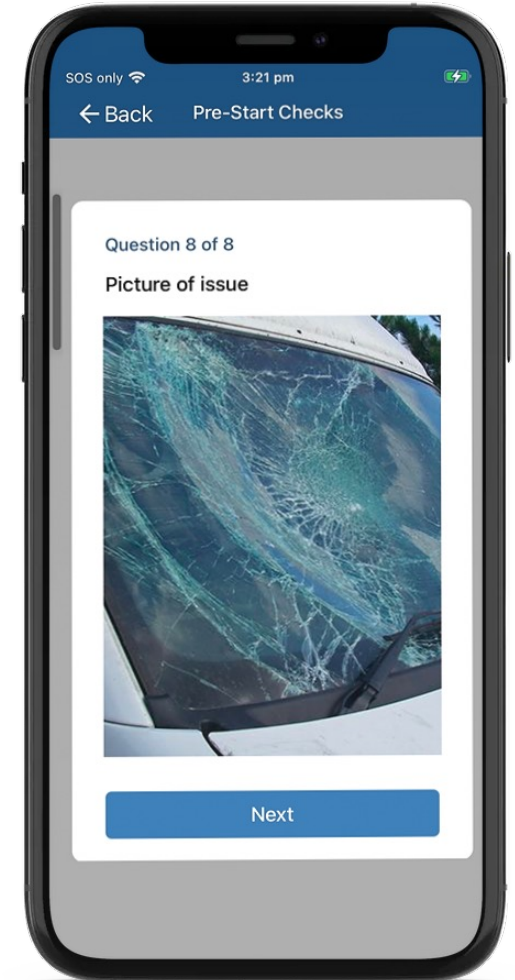 SOS only
3:21 pm
← Back
Pre-Start Checks
Question 8 of 8
Picture of issue
Next